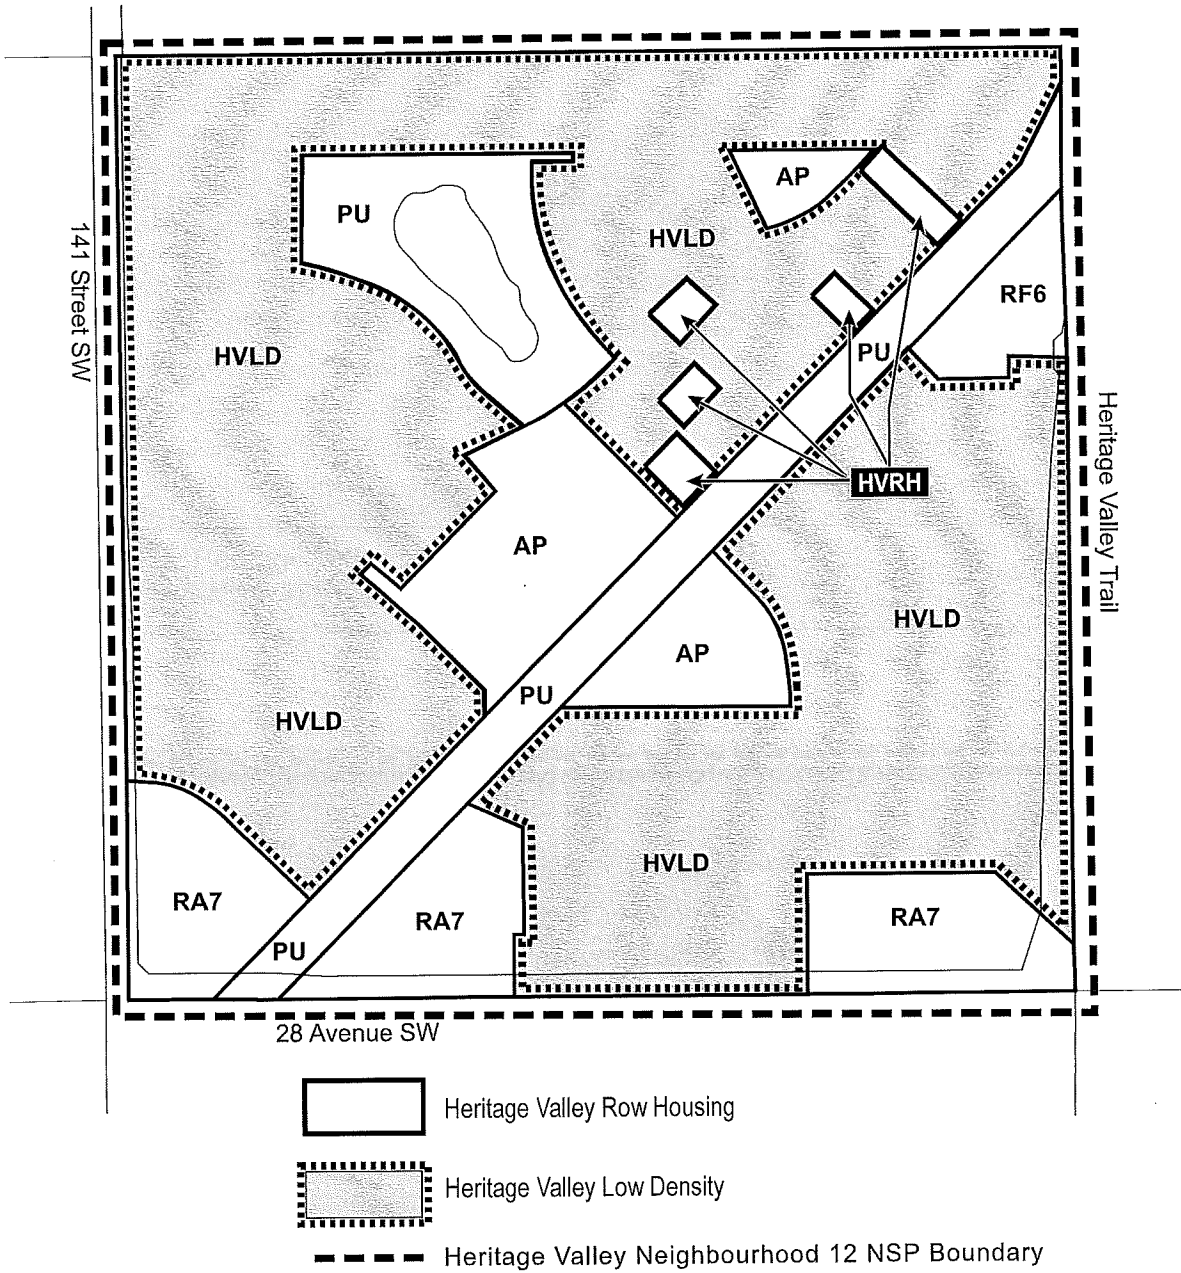 AP
PU
HVLD
RF6
141 Street SW
HVLD
PU
HVRH
Heritage Valley Trail
AP
HVLD
AP
PU
HVLD
HVLD
RA7
RA7
RA7
PU
28 Avenue SW
Heritage Valley Row Housing
Heritage Valley Low Density
Heritage Valley Neighbourhood 12 NSP Boundary